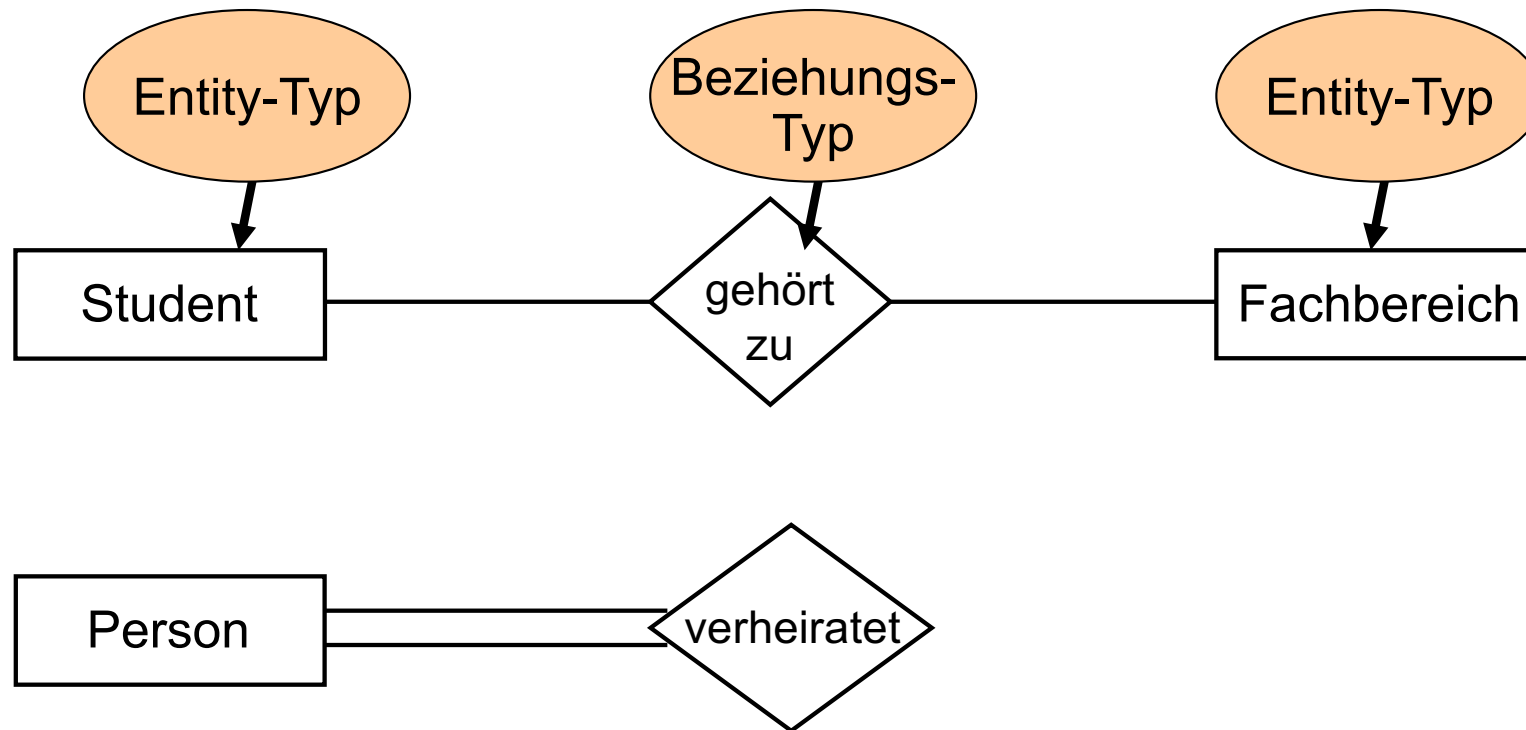 Entity-Typ
Beziehungs-
Typ
Entity-Typ
Student
gehört
zu
Fachbereich
Person
verheiratet